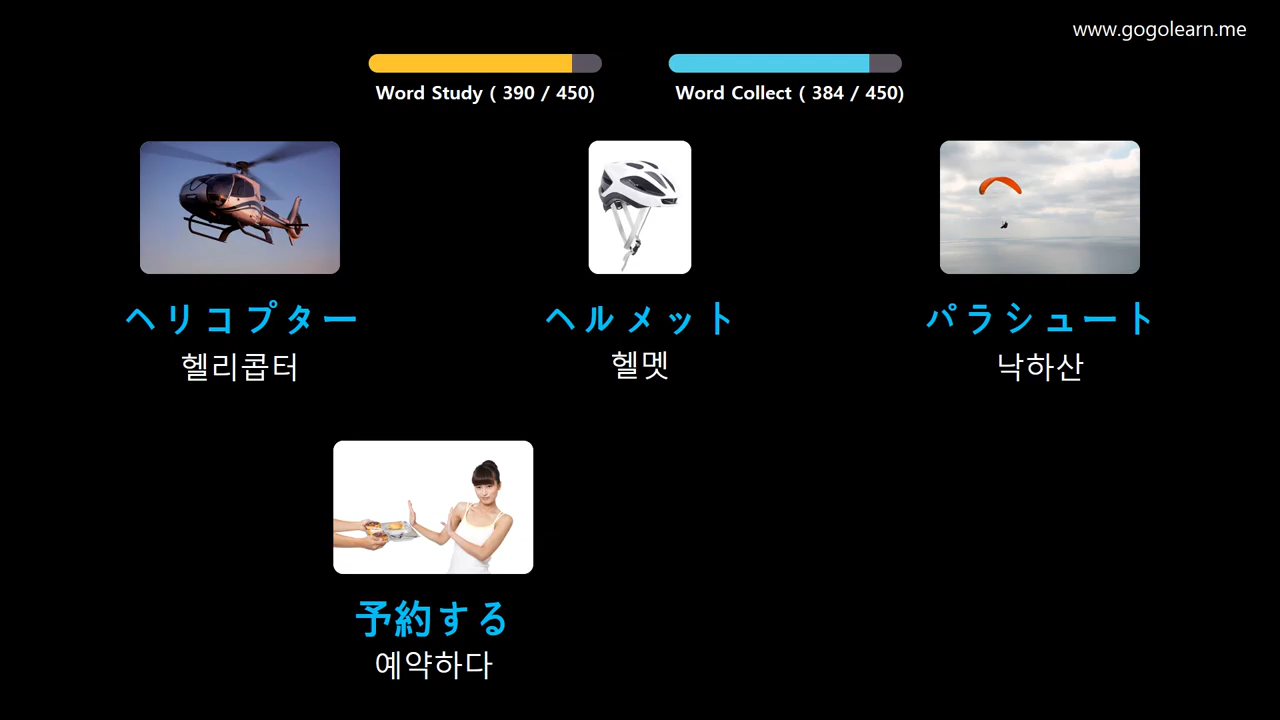 www.gogolearn.me
Word Study ( 390 / 450)
Word Collect ( 384 / 450)
ヘリコプター
헬리콥터
ヘルメット
헬멧
パラシュート
낙하산
予約する
예약하다